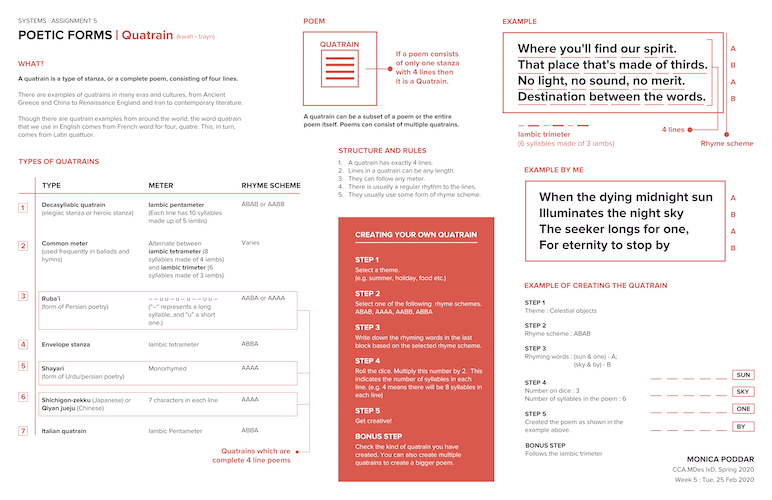 SYSTEMS : ASSIGNMENT 5
POETIC FORMS | Quatrain (kwah - trayn)
WHAT?
A quatrain is a type of stanza, or a complete poem, consisting of four lines.
There are examples of quatrains in many eras and cultures, from Ancient
Greece and China to Renaissance England and Iran to contemporary literature.
Though there are quatrain examples from around the world, the word quatrain
that we use in English comes from French word for four, quatre. This, in turn,
comes from Latin quattuor.
TYPES OF QUATRAINS
TYPE METER RHYME SCHEME
1
Decasyllabic quatrain
(elegiac stanza or heroic stanza)
Iambic pentameter
(Each line has 10 syllables
made up of 5 iambs)
ABAB or AABB
2
Common meter
(used frequently in ballads and
hymns)
Alternate between
iambic tetrameter (8
syllables made of 4 iambs)
and iambic trimeter (6
syllables made of 3 iambs)
Varies
3
Ruba'i
(form of Persian poetry)
– – u u – u – u – – u u –
("–" represents a long
syllable, and "u" a short
one.)
AABA or AAAA
4
Envelope stanza
Iambic tetrameter
ABBA
5
Shayari
(form of Urdu/persian poetry)
Monorhymed
AAAA
6
Shichigon-zekku (Japanese) or
Qiyan jueju (Chinese)
7 characters in each line
AAAA
7
Italian quatrain
Iambic Pentameter
ABBA
Quatrains which are
complete 4 line poems
POEM
QUATRAIN
If a poem consists
of only one stanza
with 4 lines then
it is a Quatrain.
A quatrain can be a subset of a poem or the entire
poem itself. Poems can consist of multiple quatrains.
STRUCTURE AND RULES
1. A quatrain has exactly 4 lines.
2. Lines in a quatrain can be any length.
3. They can follow any meter.
4. There is usually a regular rhythm to the lines.
5. They usually use some form of rhyme scheme.
CREATING YOUR OWN QUATRAIN
STEP 1
Select a theme.
(e.g. summer, holiday, food etc.)
STEP 2
Select one of the following rhyme schemes.
ABAB, AAAA, AABB, ABBA
STEP 3
Write down the rhyming words in the last
block based on the selected rhyme scheme.
STEP 4
Roll the dice. Multiply this number by 2. This
indicates the number of syllables in each
line. (e.g. 4 means there will be 8 syllables in
each line)
STEP 5
Get creative!
BONUS STEP
Check the kind of quatrain you have
created. You can also create multiple
quatrains to create a bigger poem.
EXAMPLE
Where you'll find our spirit. A
That place that's made of thirds. B
No light, no sound, no merit. A
Destination between the words. B
Iambic trimeter
(6 syllables made of 3 iambs)
4 lines
Rhyme scheme
EXAMPLE BY ME
When the dying midnight sun A
Illuminates the night sky B
The seeker longs for one, A
For eternity to stop by B
EXAMPLE OF CREATING THE QUATRAIN
STEP 1
Theme : Celestial objects
STEP 2
Rhyme scheme : ABAB
STEP 3
Rhyming words : (sun & one) - A;
(sky & by) - B
STEP 4
Number on dice : 3
Number of syllables in the poem : 6
STEP 5
Created the poem as shown in the
example above.
BONUS STEP
Follows the iambic trimeter
SUN
SKY
ONE
BY
MONICA PODDAR
CCA MDes IxD, Spring 2020
Week 5 : Tue, 25 Feb 2020